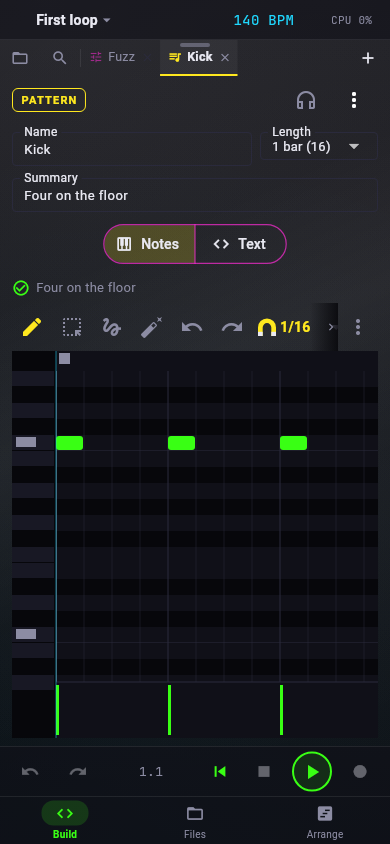 First loop
140 BPM
CPU 0%
Fuzz
Kick
PATTERN
Name
Kick
Length
1 bar (16)
Summary
Four on the floor
Notes
Text
Four on the floor
1/16
1.1
Build
Files
Arrange